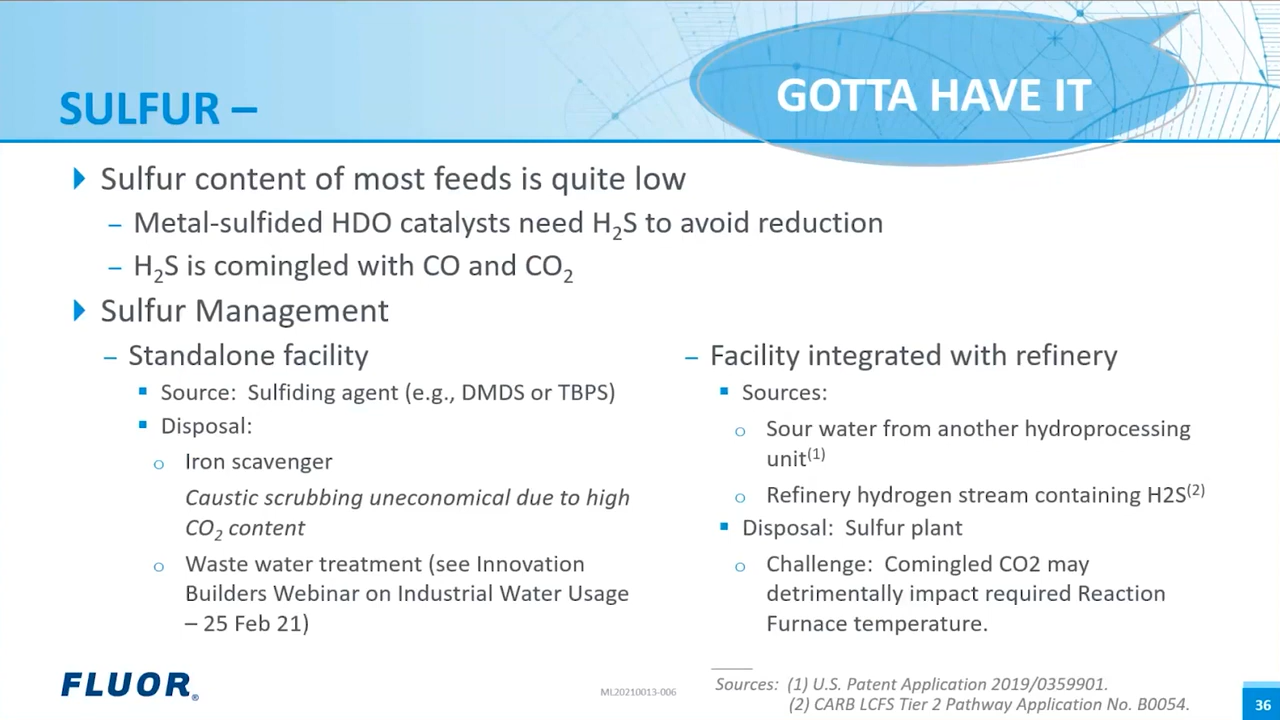 SULFUR –
GOTTA HAVE IT
Sulfur content of most feeds is quite low
– Metal-sulfided HDO catalysts need H₂S to avoid reduction
– H₂S is comingled with CO and CO₂
Sulfur Management
– Standalone facility
Source: Sulfiding agent (e.g., DMDS or TBPS)
Disposal:
o Iron scavenger
Caustic scrubbing uneconomical due to high
CO₂ content
o Waste water treatment (see Innovation
Builders Webinar on Industrial Water Usage
– 25 Feb 21)
– Facility integrated with refinery
Sources:
o Sour water from another hydroprocessing
unit⁽¹⁾
o Refinery hydrogen stream containing H2S⁽²⁾
Disposal: Sulfur plant
o Challenge: Comingled CO2 may
detrimentally impact required Reaction
Furnace temperature.
FLUOR®
ML20210013-006
Sources: (1) U.S. Patent Application 2019/0359901.
(2) CARB LCFS Tier 2 Pathway Application No. B0054.
36